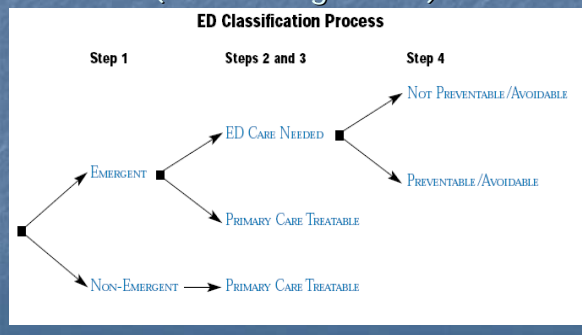 ED Classification Process
Step 1 Steps 2 and 3 Step 4
NOT PREVENTABLE/AVOIDABLE
ED CARE NEEDED
EMERGENT
PREVENTABLE/AVOIDABLE
PRIMARY CARE TREATABLE
NON-EMERGENT PRIMARY CARE TREATABLE